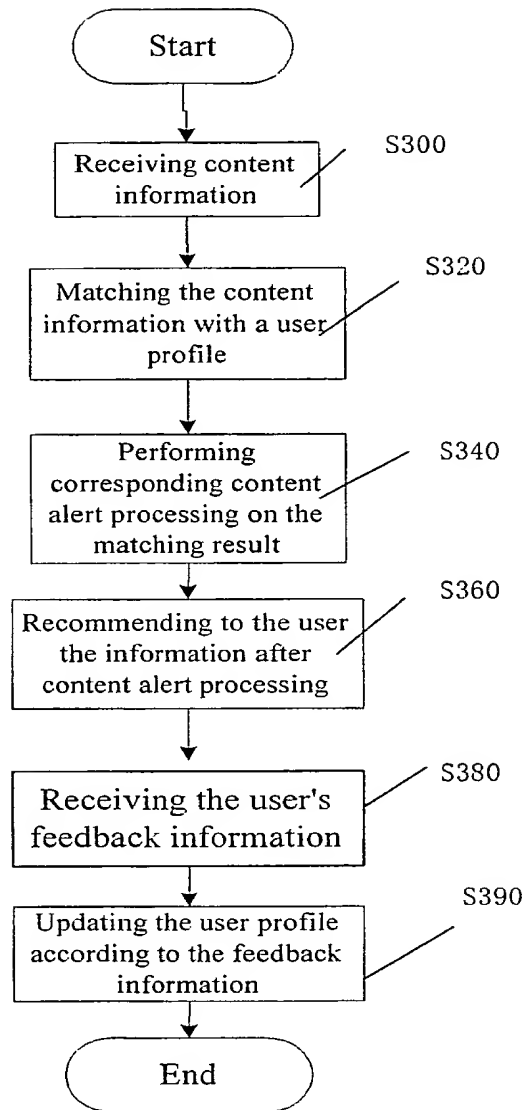 Start
Receiving content
information
S300
Matching the content
information with a user
profile
S320
Performing
corresponding content
alert processing on the
matching result
S340
Recommending to the user
the information after
content alert processing
S360
Receiving the user's
feedback information
S380
Updating the user profile
according to the feedback
information
S390
End